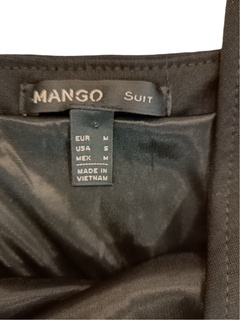 MANGO SUIT
EUR M
USA S
MEX M
MADE IN
VIETNAM